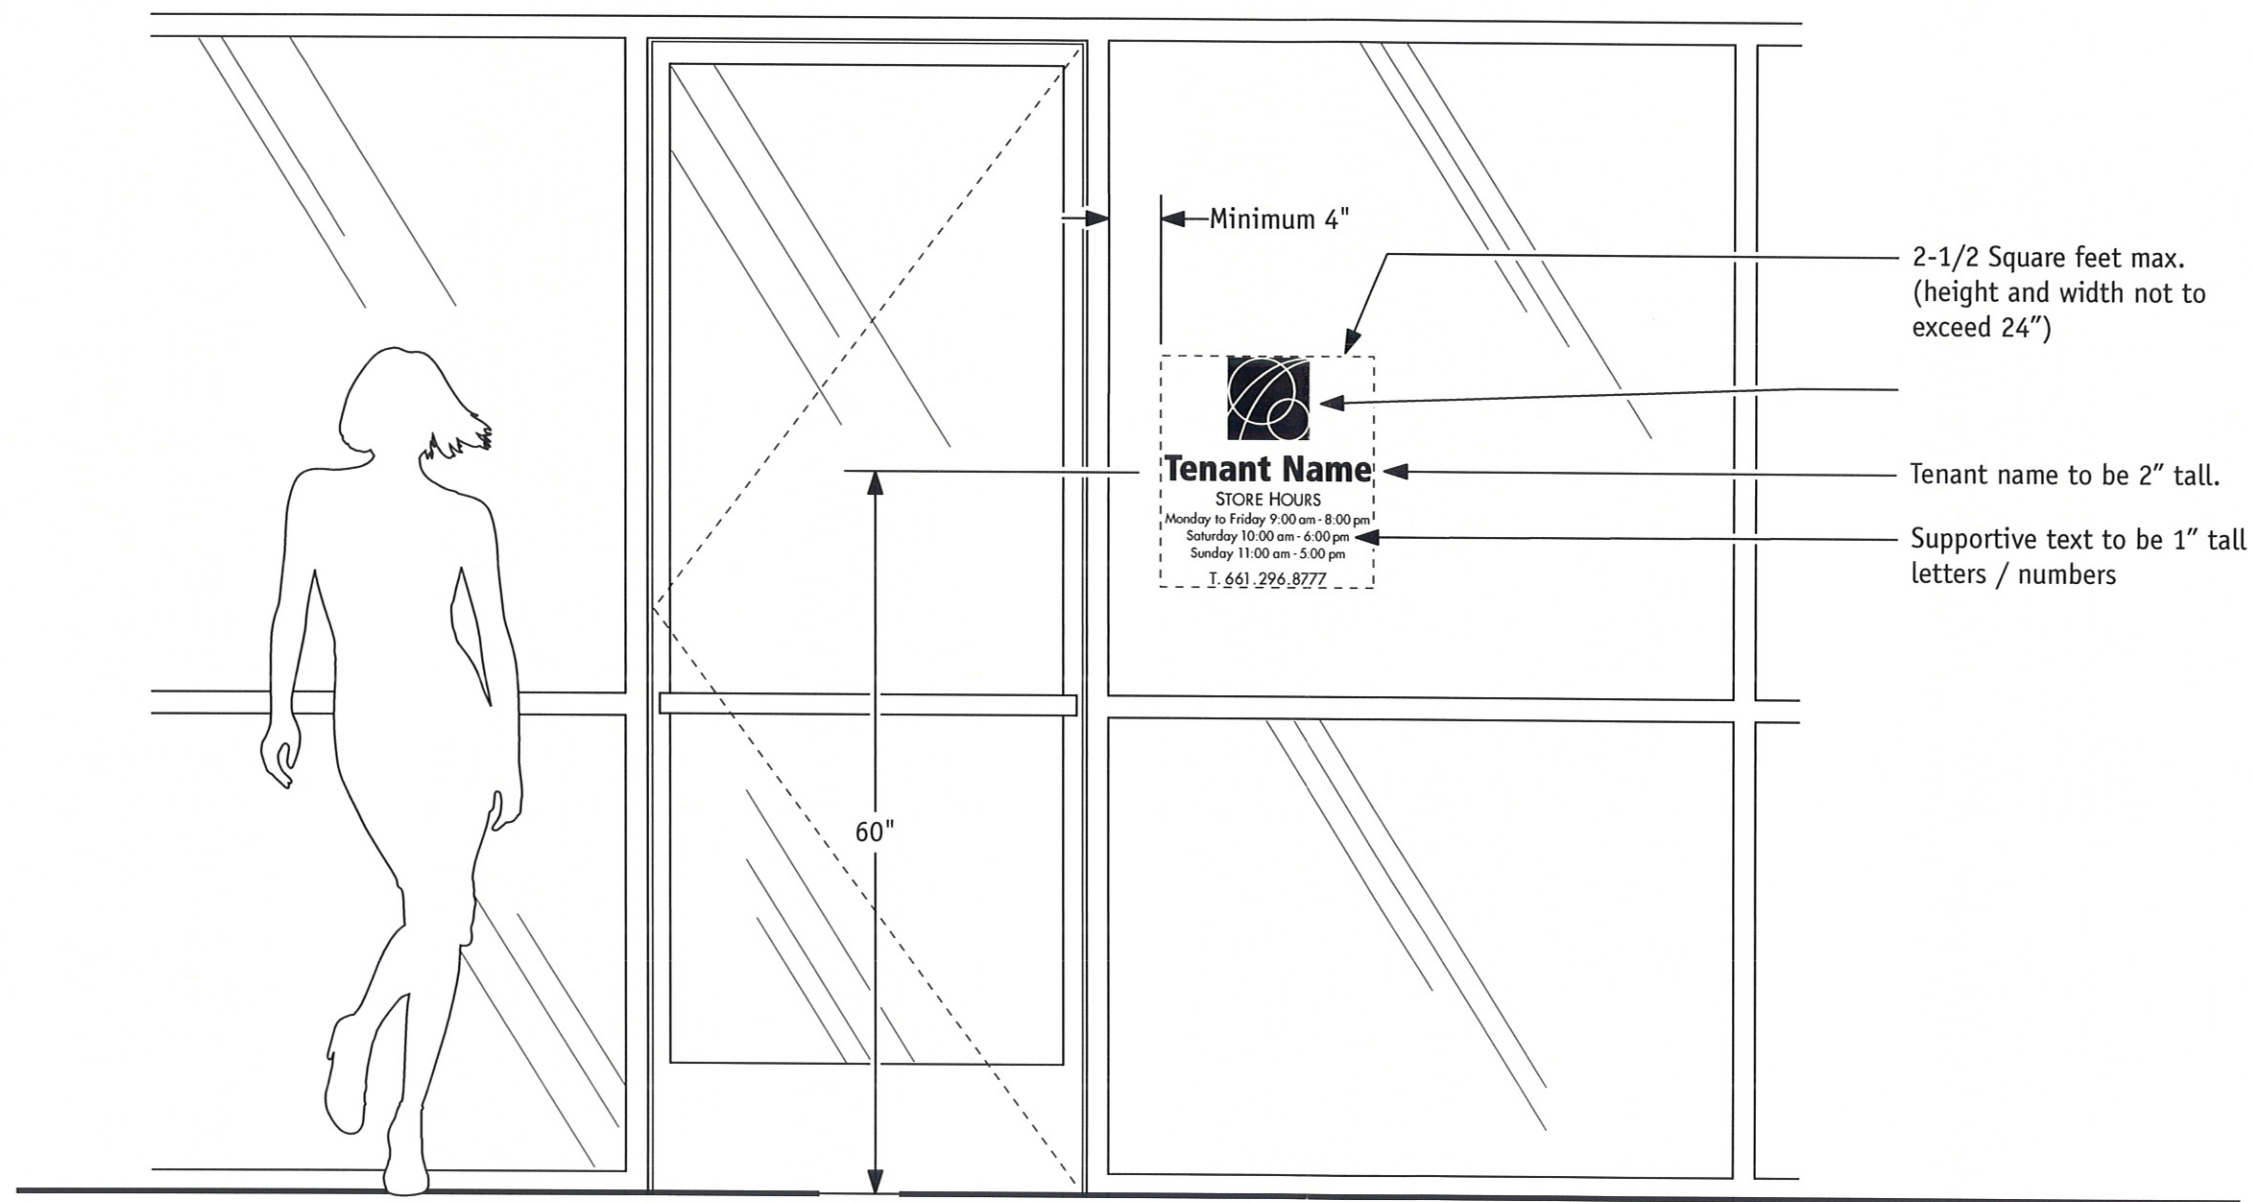 Minimum 4"
2-1/2 Square feet max.
(height and width not to
exceed 24″)
Tenant Name
Tenant name to be 2″ tall.
STORE HOURS
Monday to Friday 9:00 am - 8:00 pm
Saturday 10:00 am - 6:00 pm
Sunday 11:00 am - 5:00 pm
T. 661.296.8777
Supportive text to be 1″ tall
letters / numbers
60"